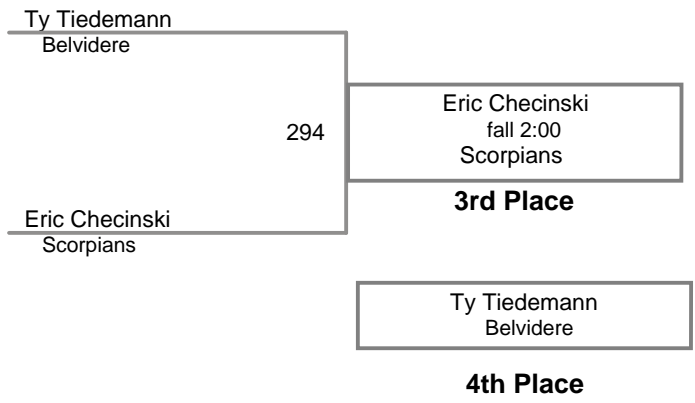 Ty Tiedemann
Belvidere
294
Eric Checinski
fall 2:00
Scorpians
3rd Place
Eric Checinski
Scorpians
Ty Tiedemann
Belvidere
4th Place